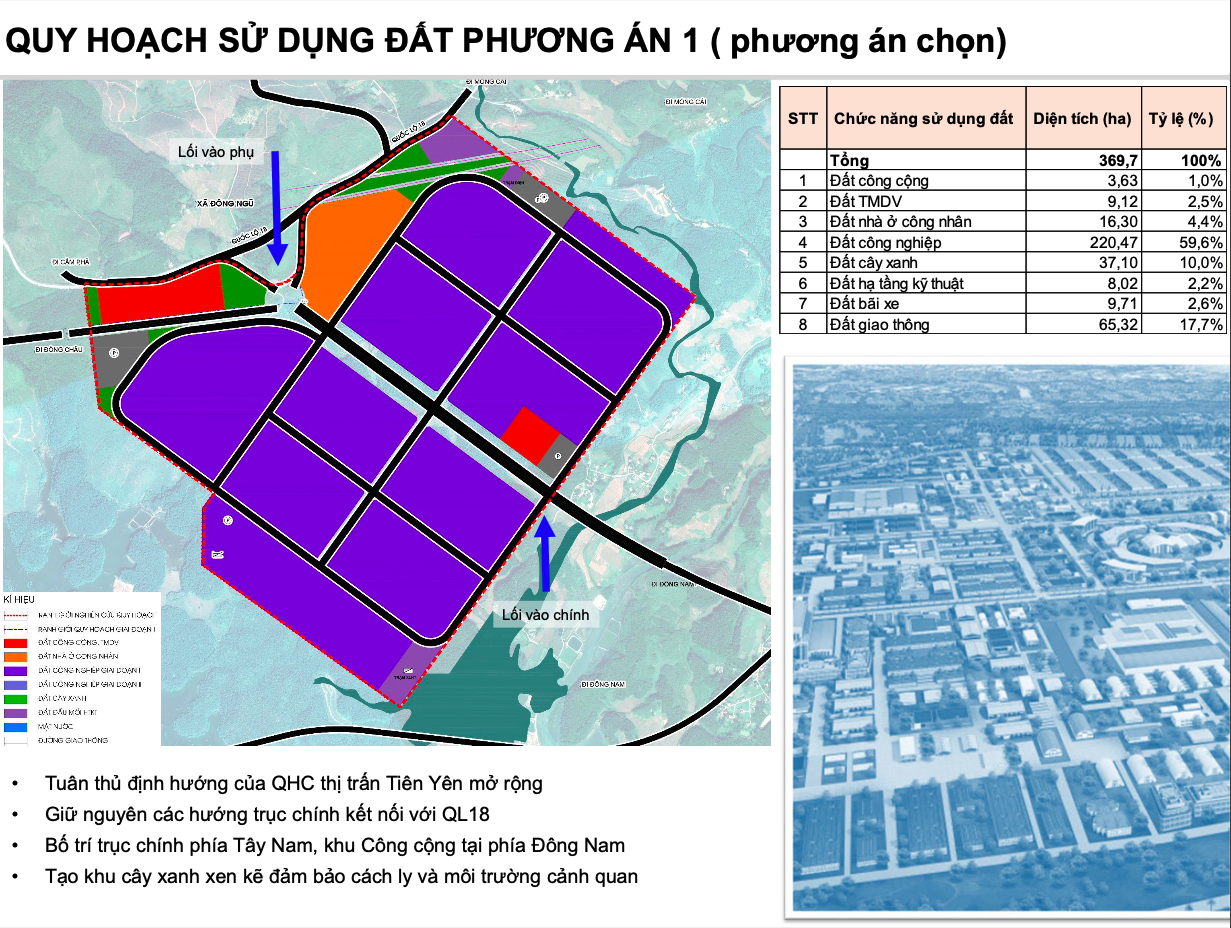 QUY HOẠCH SỬ DỤNG ĐẤT PHƯƠNG ÁN 1 ( phương án chọn)
ĐI MÓNG CÁI
ĐI MÓNG CÁI
QUỐC LỘ 18
Lối vào phụ
XÃ ĐÔNG NGŨ
QUỐC LỘ 18
ĐI CẨM PHẢ
ĐI ĐỒNG CHÂU
P
P
P
ĐI ĐÔNG NAM
Lối vào chính
ĐI ĐÔNG NAM
KÍ HIỆU
RANH GIỚI NGHIÊN CỨU QUY HOẠCH
RANH GIỚI QUY HOẠCH GIAI ĐOẠN I
ĐẤT CÔNG CỘNG, TMDV
ĐẤT NHÀ Ở CÔNG NHÂN
ĐẤT CÔNG NGHIỆP GIAI ĐOẠN I
ĐẤT CÔNG NGHIỆP GIAI ĐOẠN II
ĐẤT CÂY XANH
ĐẤT ĐẦU MỐI HTKT
MẶT NƯỚC
ĐƯỜNG GIAO THÔNG
STT Chức năng sử dụng đất Diện tích (ha) Tỷ lệ (%)
Tổng 369,7 100%
1 Đất công cộng 3,63 1,0%
2 Đất TMDV 9,12 2,5%
3 Đất nhà ở công nhân 16,30 4,4%
4 Đất công nghiệp 220,47 59,6%
5 Đất cây xanh 37,10 10,0%
6 Đất hạ tầng kỹ thuật 8,02 2,2%
7 Đất bãi xe 9,71 2,6%
8 Đất giao thông 65,32 17,7%
• Tuân thủ định hướng của QHC thị trấn Tiên Yên mở rộng
• Giữ nguyên các hướng trục chính kết nối với QL18
• Bố trí trục chính phía Tây Nam, khu Công cộng tại phía Đông Nam
• Tạo khu cây xanh xen kẽ đảm bảo cách ly và môi trường cảnh quan